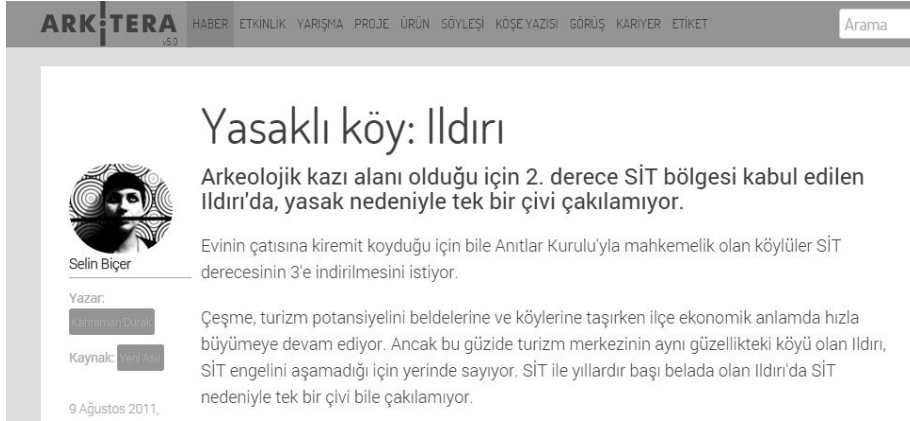 ARKİTERA
v5.0
HABER ETKİNLİK YARIŞMA PROJE ÜRÜN SÖYLEŞİ KÖŞE YAZISI GÖRÜŞ KARİYER ETİKET
Arama
Yasaklı köy: Ildırı
Arkeolojik kazı alanı olduğu için 2. derece SİT bölgesi kabul edilen
Ildırı'da, yasak nedeniyle tek bir çivi çakılamıyor.
Selin Biçer
Yazar:
Kahraman Durak
Kaynak: Yeni Asır
9 Ağustos 2011,
Evinin çatısına kiremit koyduğu için bile Anıtlar Kurulu'yla mahkemelik olan köylüler SİT
derecesinin 3'e indirilmesini istiyor.
Çeşme, turizm potansiyelini beldelerine ve köylerine taşırken ilçe ekonomik anlamda hızla
büyümeye devam ediyor. Ancak bu güzide turizm merkezinin aynı güzellikteki köyü olan Ildırı,
SİT engelini aşamadığı için yerinde sayıyor. SİT ile yıllardır başı belada olan Ildırı'da SİT
nedeniyle tek bir çivi bile çakılamıyor.